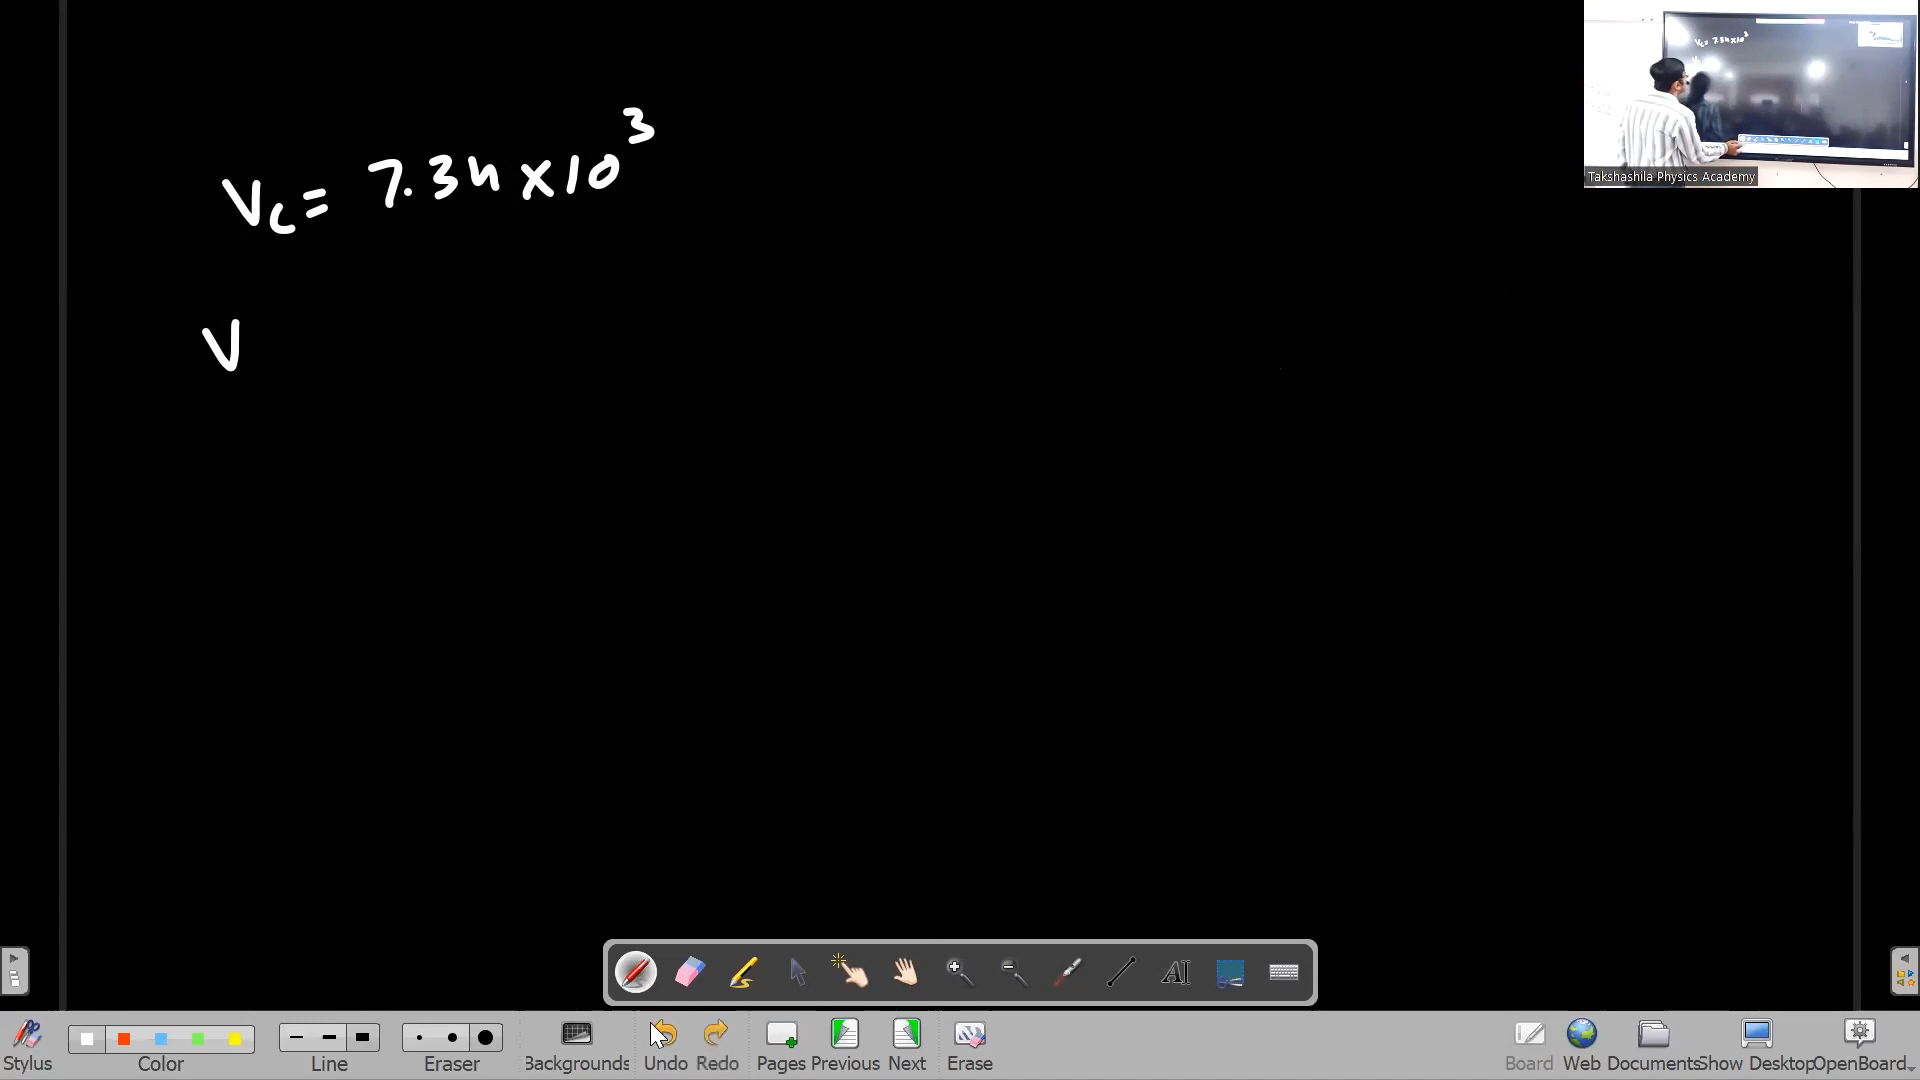 Takshashila Physics Academy
Vc = 7.34 × 10³
V
Stylus
Color
Line
Eraser
Backgrounds
Undo
Redo
Pages
Previous
Next
Erase
Board
Web
Documents
Show Desktop
OpenBoard